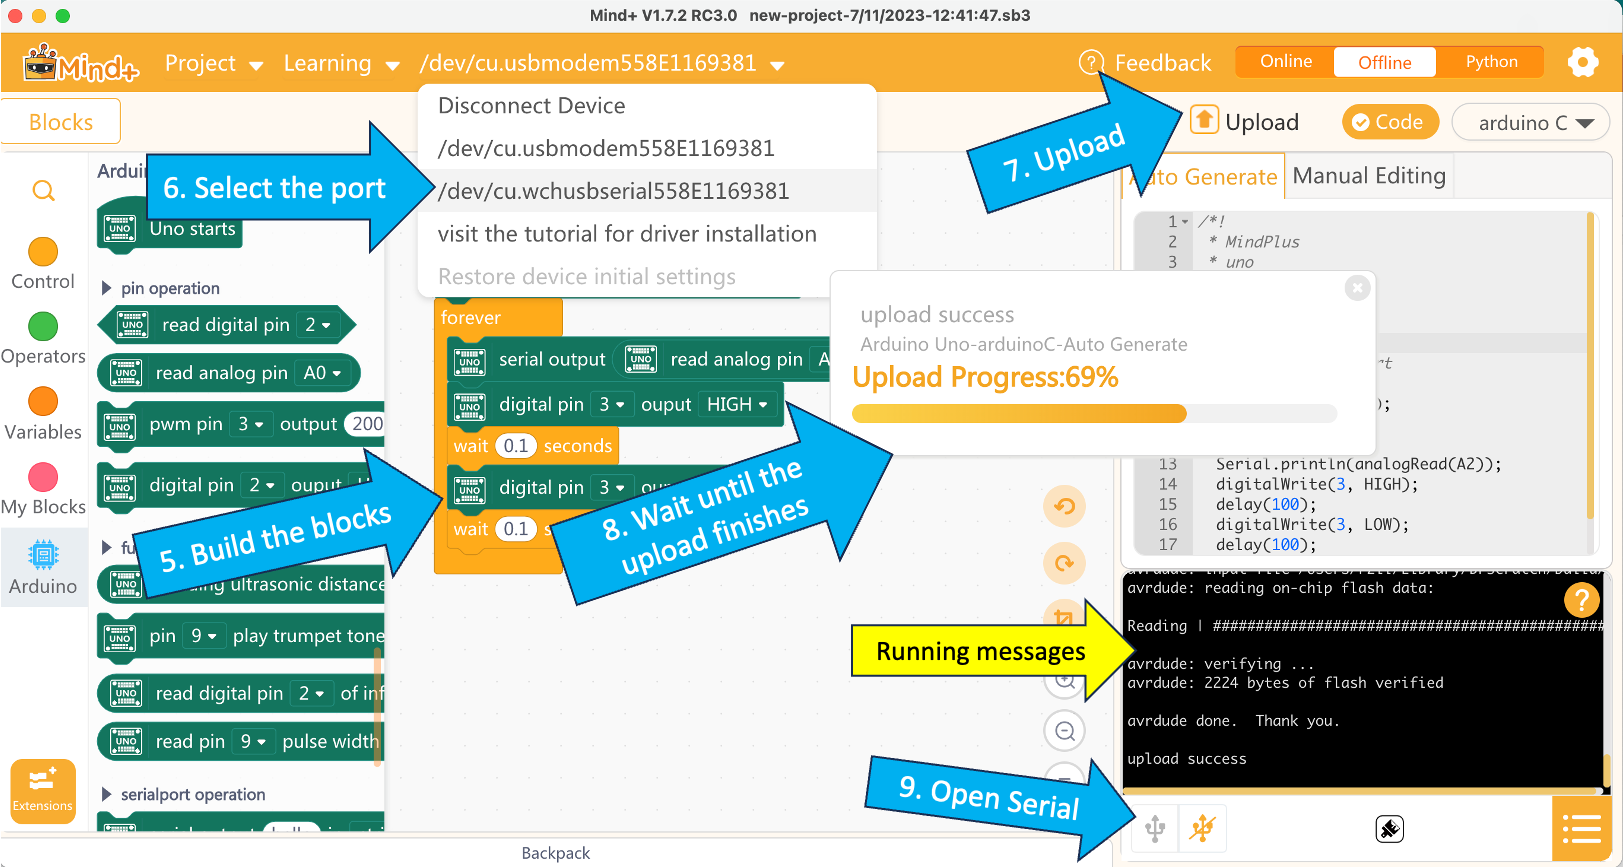 Mind+ V1.7.2 RC3.0   new-project-7/11/2023-12:41:47.sb3
Mind+
Project
Learning
/dev/cu.usbmodem558E1169381
Feedback
Online
Offline
Python
Blocks
Disconnect Device
/dev/cu.usbmodem558E1169381
/dev/cu.wchusbserial558E1169381
visit the tutorial for driver installation
Restore device initial settings
6. Select the port
7. Upload
Upload
Code
arduino C
Auto Generate
Manual Editing
Control
Operators
Variables
My Blocks
Arduino
Extensions
UNO Uno starts
pin operation
UNO read digital pin 2
UNO read analog pin A0
UNO pwm pin 3 output 200
UNO digital pin 2 ouput
UNO
UNO pin 9 play trumpet tone
UNO read digital pin 2 of inf
UNO read pin 9 pulse width
serialport operation
forever
UNO serial output UNO read analog pin A
UNO digital pin 3 ouput HIGH
wait 0.1 seconds
UNO digital pin 3
wait 0.1
5. Build the blocks
8. Wait until the
upload finishes
upload success
Arduino Uno-arduinoC-Auto Generate
Upload Progress:69%
1 /*!
2 * MindPlus
3 * uno
);
13 Serial.println(analogRead(A2));
14 digitalWrite(3, HIGH);
15 delay(100);
16 digitalWrite(3, LOW);
17 delay(100);
avrdude: reading on-chip flash data:
Reading | ##############################################
avrdude: verifying ...
avrdude: 2224 bytes of flash verified
avrdude done.  Thank you.
upload success
Running messages
9. Open Serial
Backpack